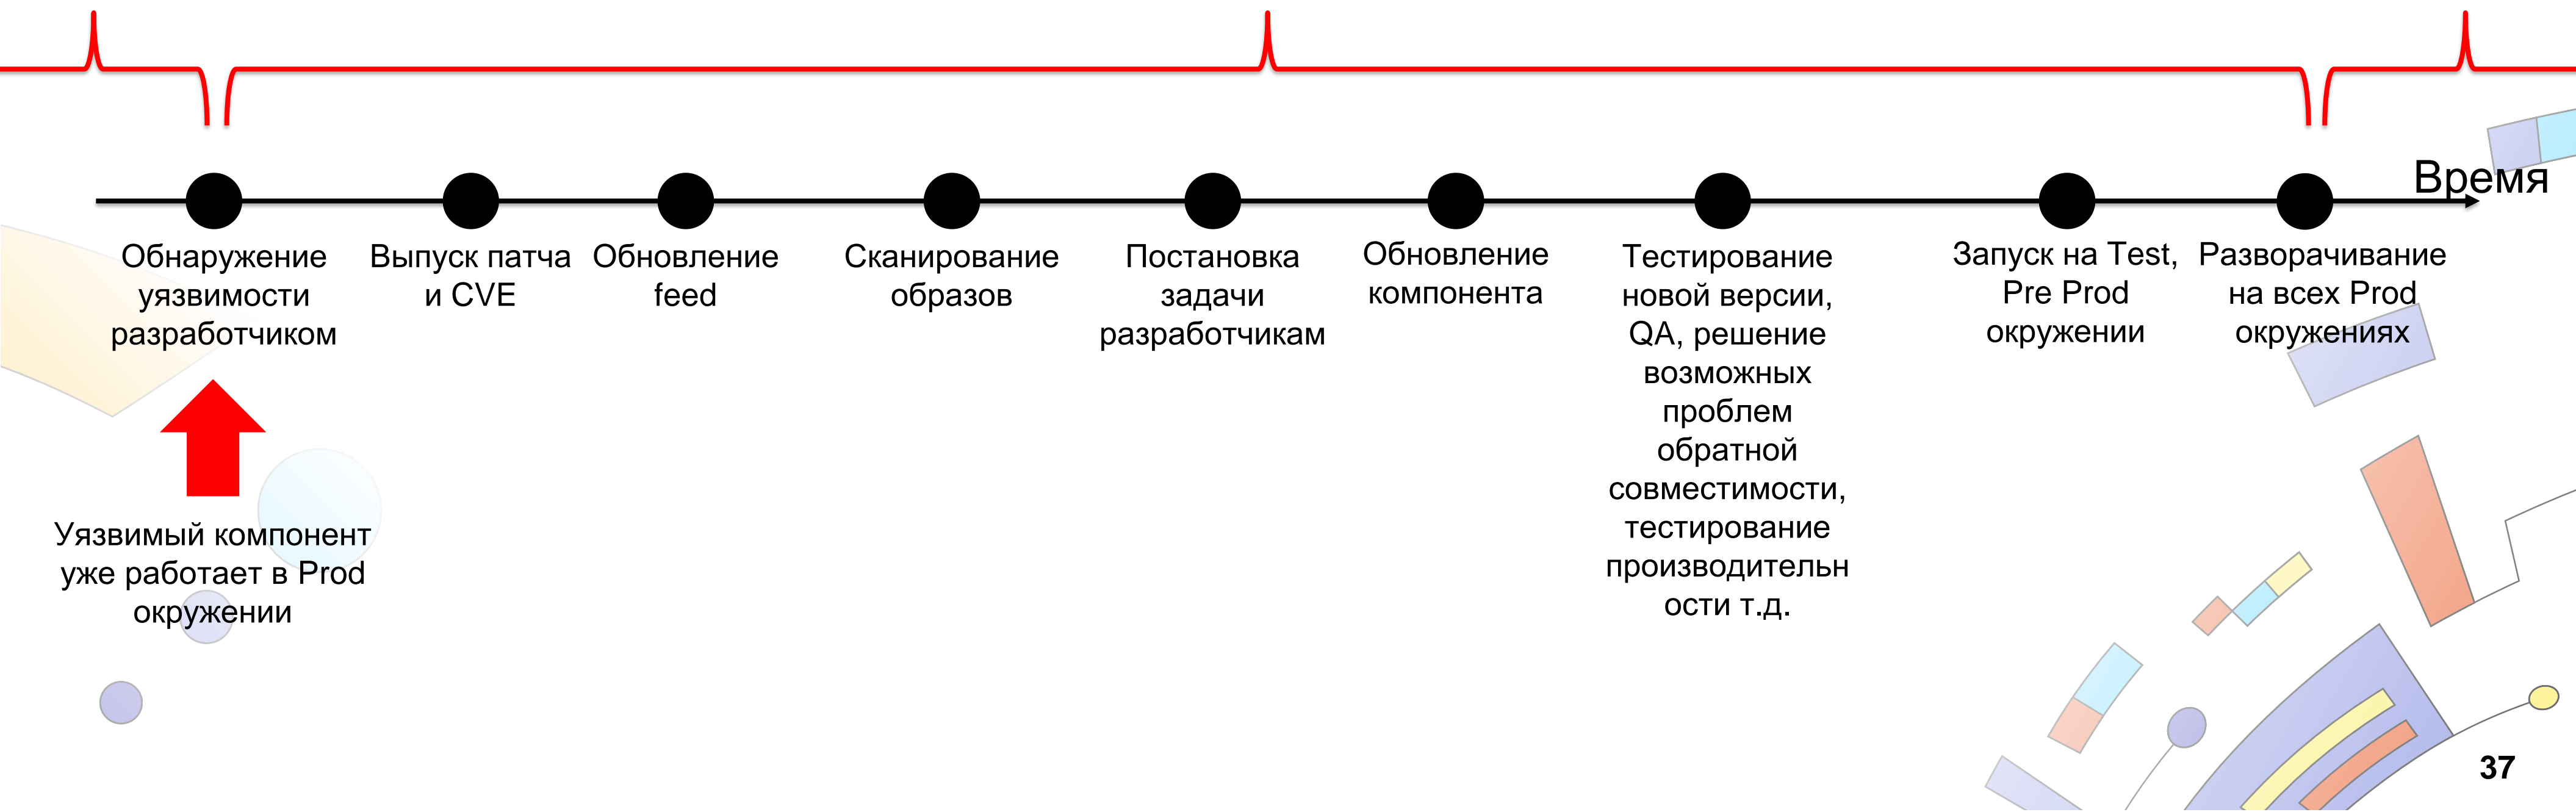 Время
Обнаружение
уязвимости
разработчиком
Выпуск патча
и CVE
Обновление
feed
Сканирование
образов
Постановка
задачи
разработчикам
Обновление
компонента
Тестирование
новой версии,
QA, решение
возможных
проблем
обратной
совместимости,
тестирование
производительн
ости т.д.
Запуск на Test,
Pre Prod
окружении
Разворачивание
на всех Prod
окружениях
Уязвимый компонент
уже работает в Prod
окружении
37